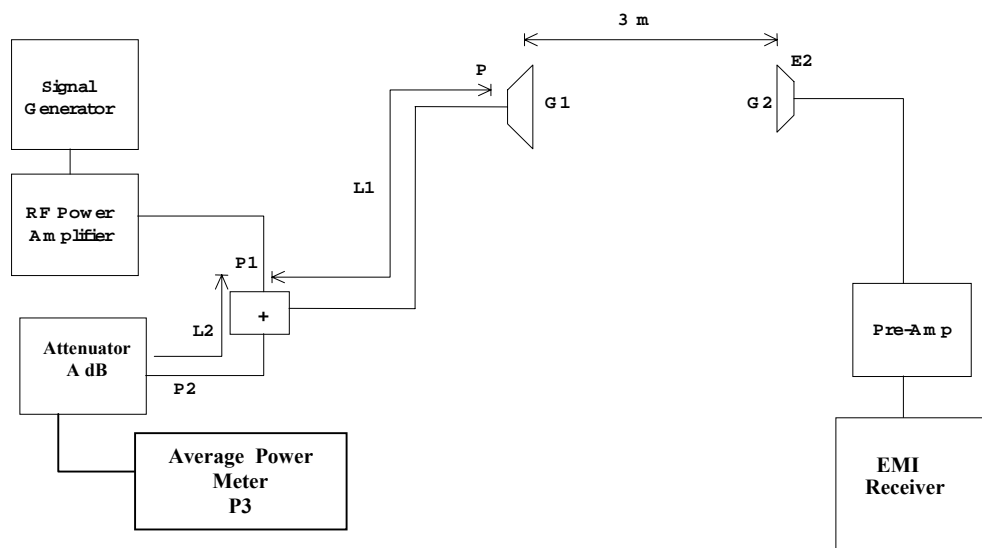 3 m
Signal
Generator
P
E2
G1
G2
L1
RF Power
Amplifier
P1
+
L2
Attenuator
A dB
P2
Pre-Amp
Average Power
Meter
P3
EMI
Receiver